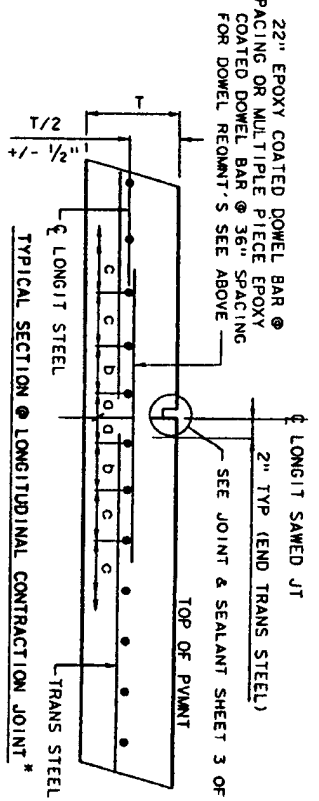 22" EPOXY COATED DOWEL BAR @
PACING OR MULTIPLE PIECE EPOXY
COATED DOWEL BAR @ 36" SPACING
FOR DOWEL REQMNT'S SEE ABOVE
℄ LONGIT SAWED JT
2" TYP (END TRANS STEEL)
SEE JOINT & SEALANT SHEET 3 OF
TOP OF PVMNT
T
T/2
+/- ½"
℄ LONGIT STEEL
c c b a a b c c
TRANS STEEL
TYPICAL SECTION @ LONGITUDINAL CONTRACTION JOINT *